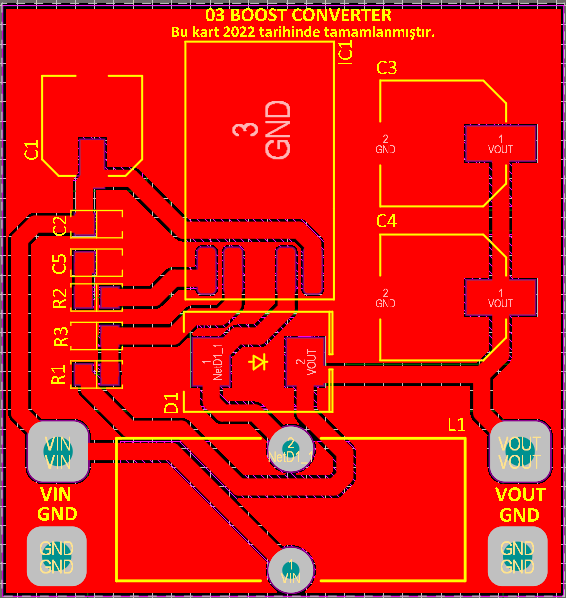 03 BOOST CONVERTER
Bu kart 2022 tarihinde tamamlanmıştır.
IC1
C3
C1
3
GND
2
GND
1
VOUT
C2
C4
C5
R2
2
GND
1
VOUT
R3
R1
1
NetD1_1
2
VOUT
D1
L1
2
NetD1_1
VIN
VIN
VOUT
VOUT
VIN
GND
VOUT
GND
GND
GND
GND
GND
1
VIN